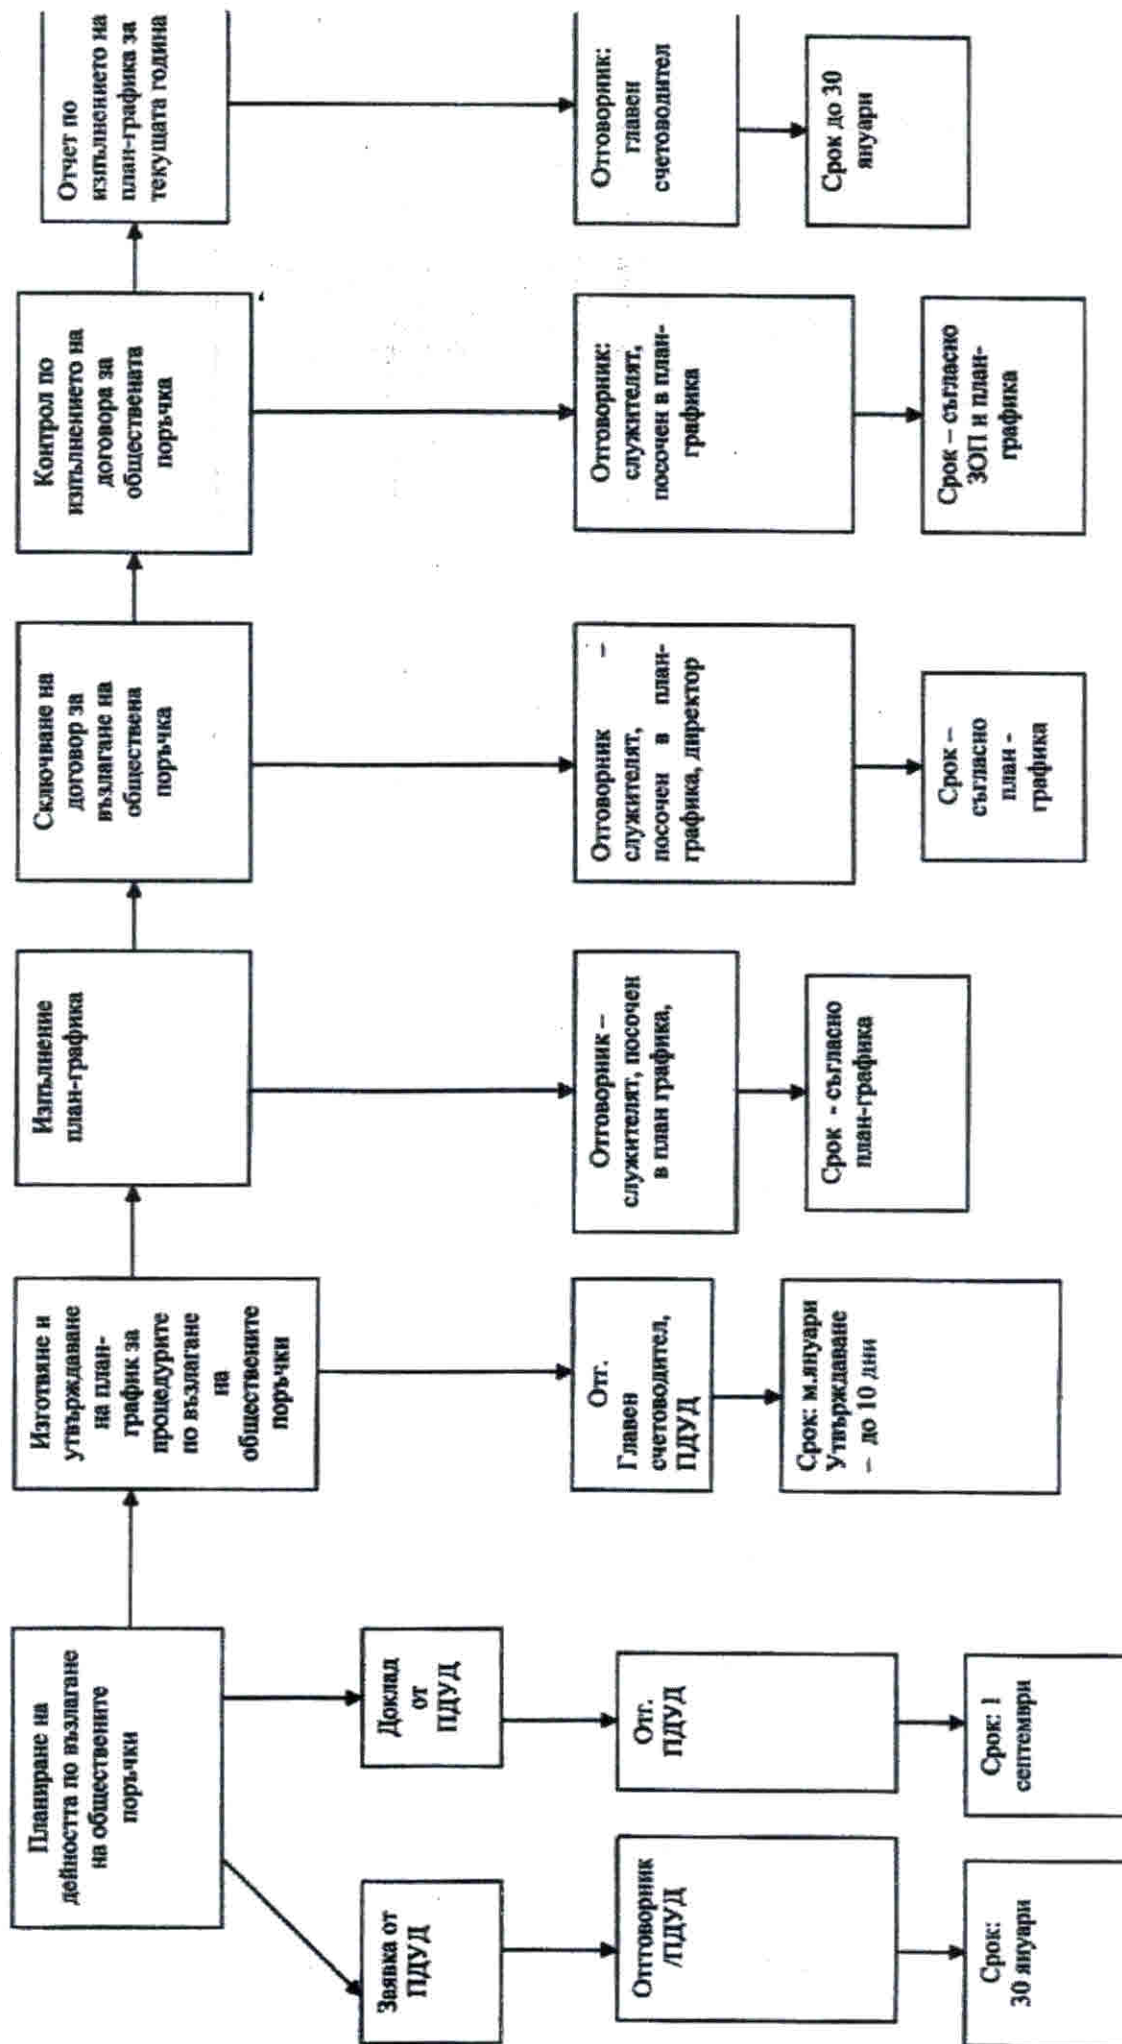 Планиране на
дейността по възлагане
на обществените
поръчки
Заявка от
ПДУД
Доклад
от
ПДУД
Отговорник
/ПДУД
Отг.
ПДУД
Срок:
30 януари
Срок: 1
септември
Изготвяне и
утвърждаване
на план-
график за
процедурите
по възлагане
на
обществените
поръчки
Отг.
Главен
счетоводител,
ПДУД
Срок: м.януари
Утвърждаване
– до 10 дни
Изпълнение
план-графика
Отговорник –
служителят, посочен
в план графика,
Срок - съгласно
план-графика
Сключване на
договор за
възлагане на
обществена
поръчка
Отговорник –
служителят,
посочен в план-
графика, директор
Срок –
съгласно
план -
графика
Контрол по
изпълнението на
договора за
обществената
поръчка
Отговорник:
служителят,
посочен в план-
графика
Срок – съгласно
ЗОП и план-
графика
Отчет по
изпълнението на
план-графика за
текущата година
Отговорник:
главен
счетоводител
Срок до 30
януари